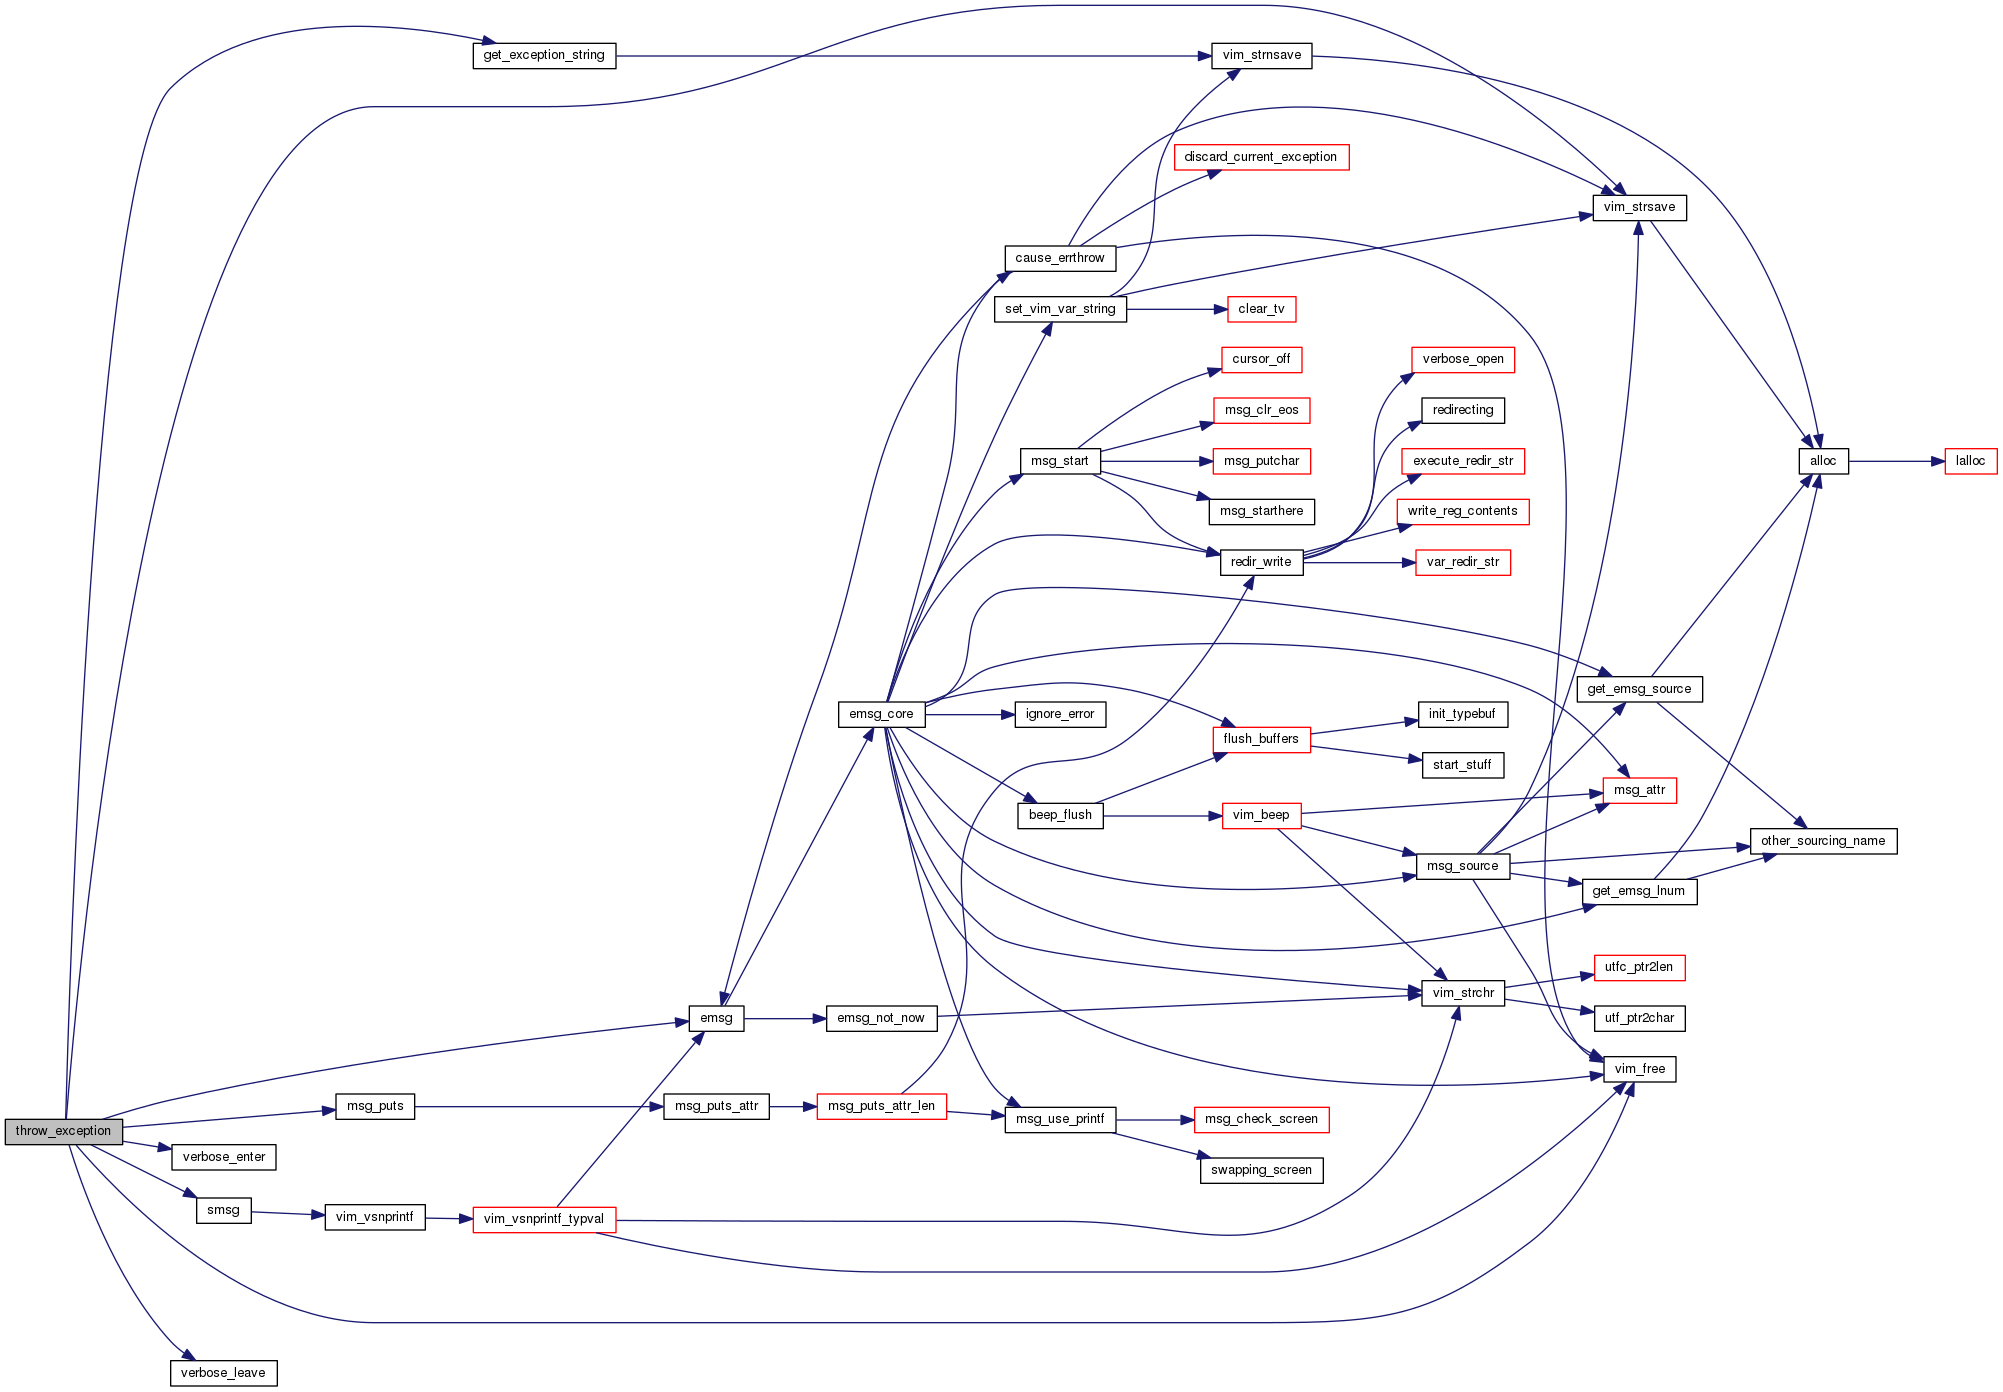 get_exception_string
vim_strnsave
discard_current_exception
vim_strsave
cause_errthrow
set_vim_var_string
clear_tv
cursor_off
verbose_open
msg_clr_eos
redirecting
msg_start
msg_putchar
execute_redir_str
alloc
lalloc
msg_starthere
write_reg_contents
redir_write
var_redir_str
get_emsg_source
emsg_core
ignore_error
init_typebuf
flush_buffers
start_stuff
msg_attr
beep_flush
vim_beep
other_sourcing_name
msg_source
get_emsg_lnum
utfc_ptr2len
vim_strchr
emsg
emsg_not_now
utf_ptr2char
vim_free
msg_puts
msg_puts_attr
msg_puts_attr_len
msg_use_printf
msg_check_screen
throw_exception
verbose_enter
swapping_screen
smsg
vim_vsnprintf
vim_vsnprintf_typval
verbose_leave